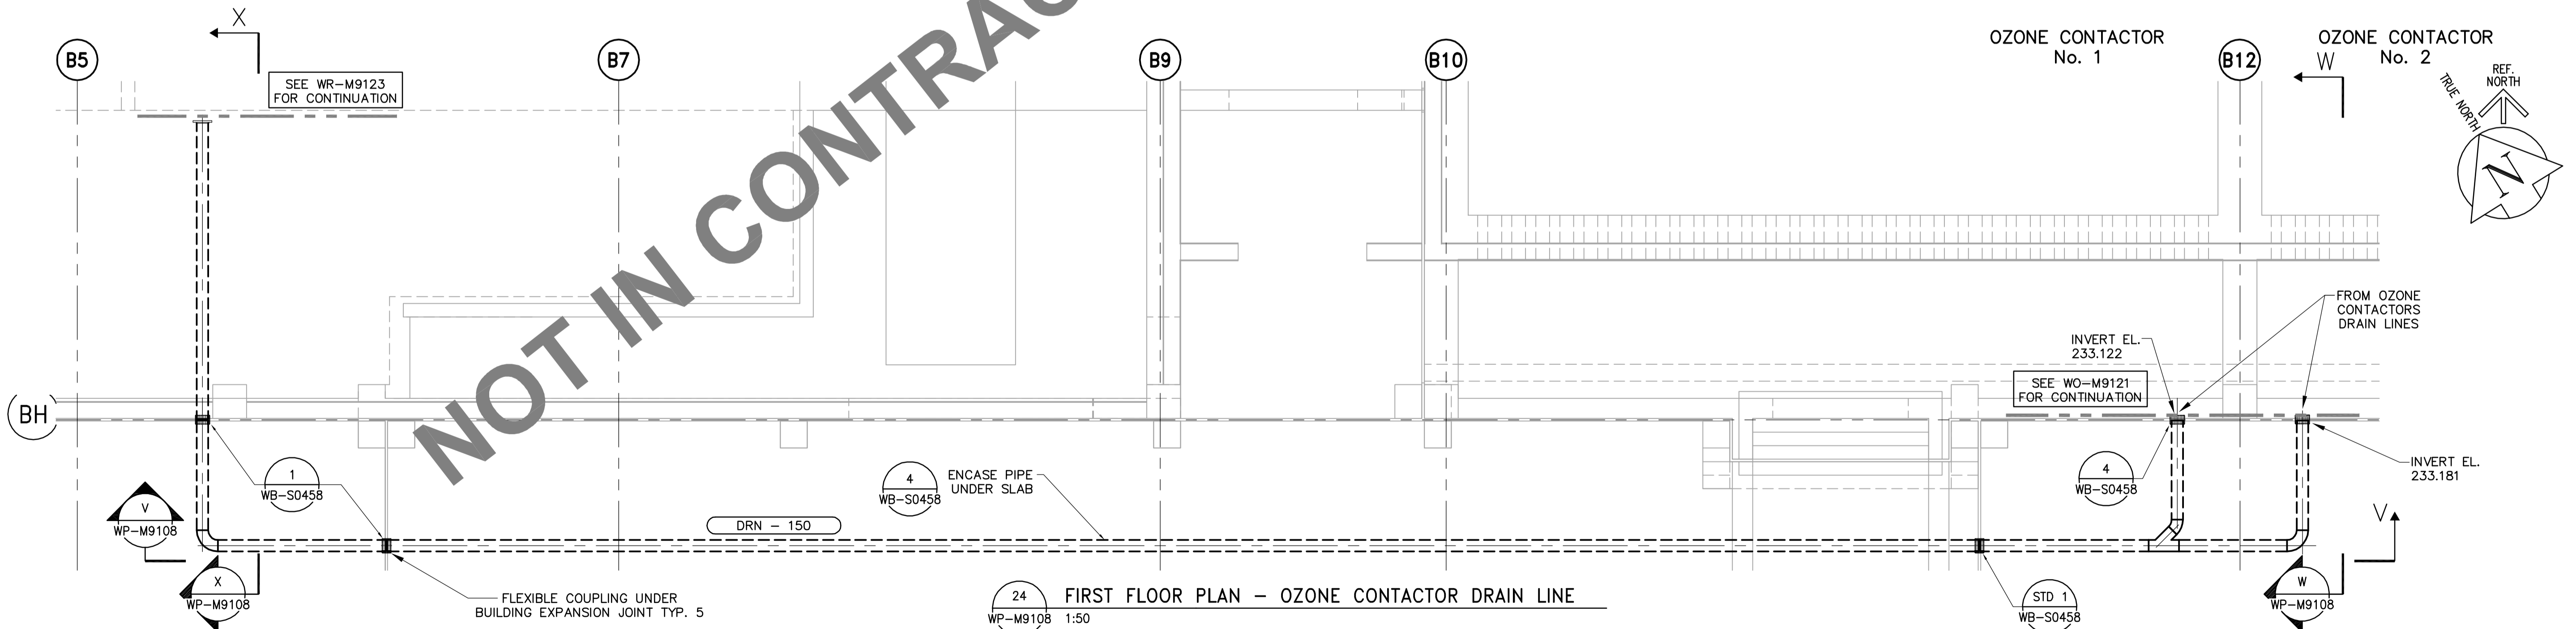 X
B5
B7
B9
B10
OZONE CONTACTOR
No. 1
B12
OZONE CONTACTOR
No. 2
W
SEE WR-M9123
FOR CONTINUATION
REF.
NORTH
TRUE NORTH
N
NOT IN CONTRAC
FROM OZONE
CONTACTORS
DRAIN LINES
INVERT EL.
233.122
SEE WO-M9121
FOR CONTINUATION
BH
1
WB-S0458
4
WB-S0458
ENCASE PIPE
UNDER SLAB
4
WB-S0458
INVERT EL.
233.181
V
WP-M9108
DRN - 150
V
X
WP-M9108
FLEXIBLE COUPLING UNDER
BUILDING EXPANSION JOINT TYP. 5
24
WP-M9108
FIRST FLOOR PLAN - OZONE CONTACTOR DRAIN LINE
1:50
STD 1
WB-S0458
W
WP-M9108